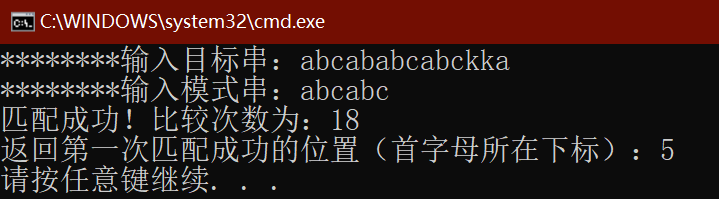 C:\WINDOWS\system32\cmd.exe
********输入目标串：abcababcabckka
********输入模式串：abcabc
匹配成功！比较次数为：18
返回第一次匹配成功的位置（首字母所在下标）：5
请按任意键继续. . .